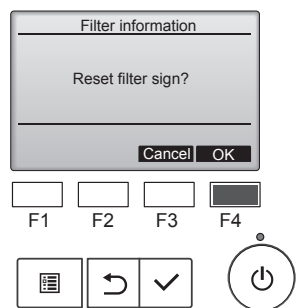 Filter information
Reset filter sign?
Cancel OK
F1 F2 F3 F4